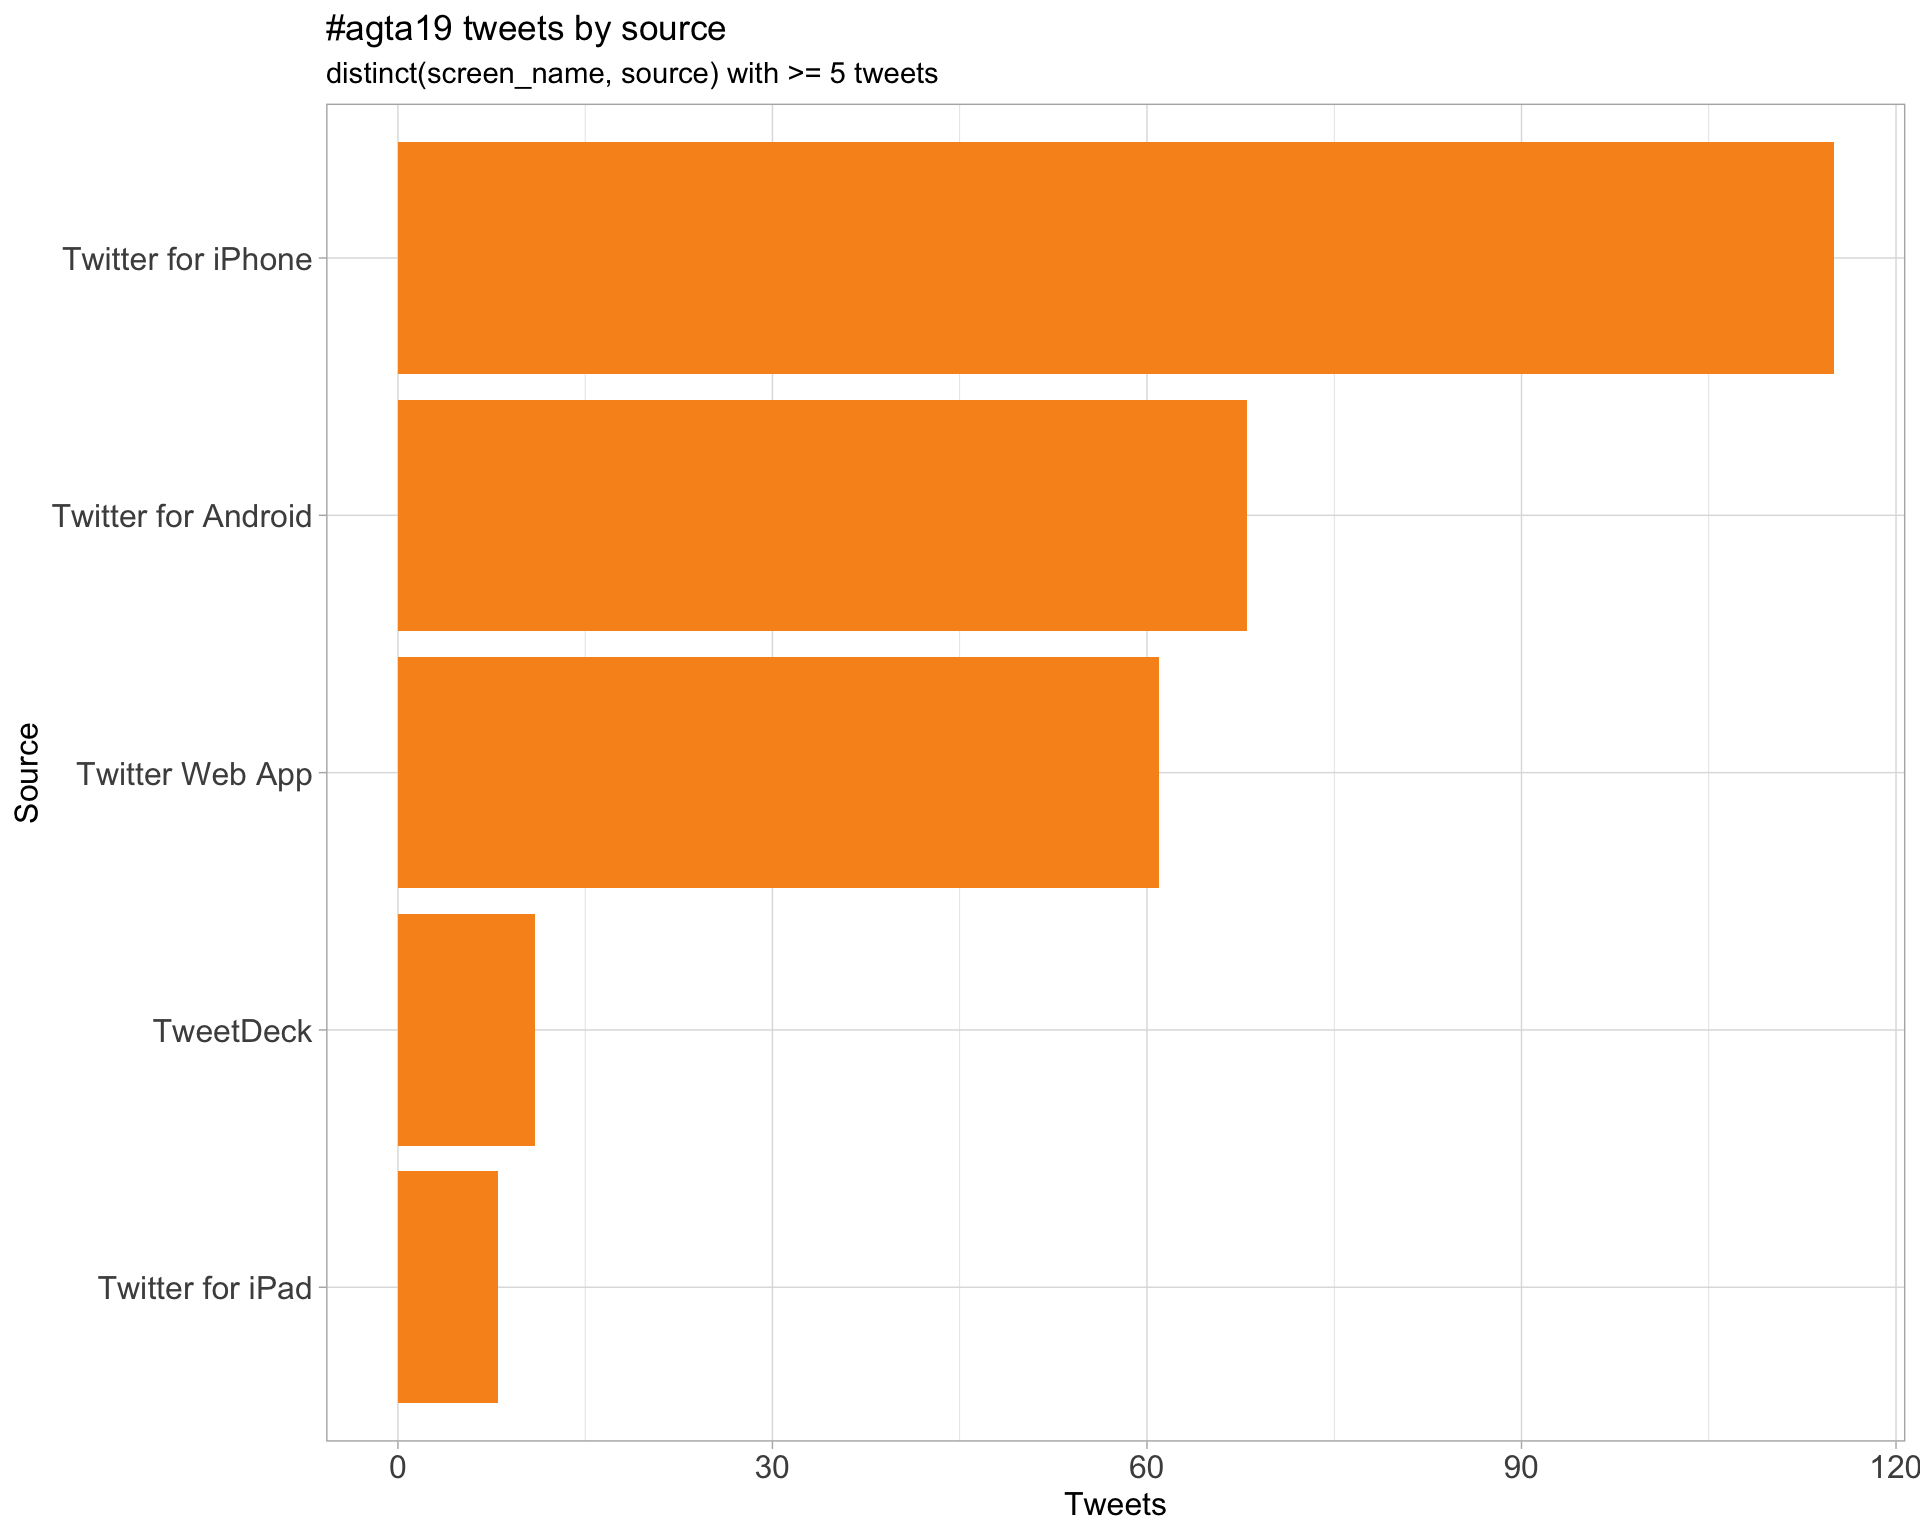 #agta19 tweets by source
distinct(screen_name, source) with >= 5 tweets
Source
Twitter for iPhone
Twitter for Android
Twitter Web App
TweetDeck
Twitter for iPad
0 30 60 90 120
Tweets